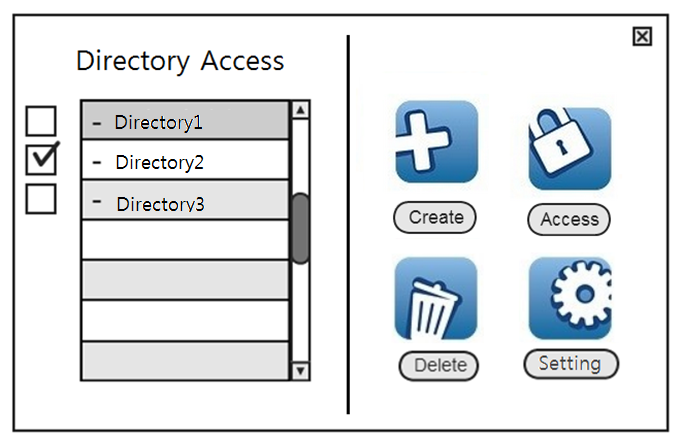 Directory Access
- Directory1
- Directory2
- Directory3
Create
Access
Delete
Setting